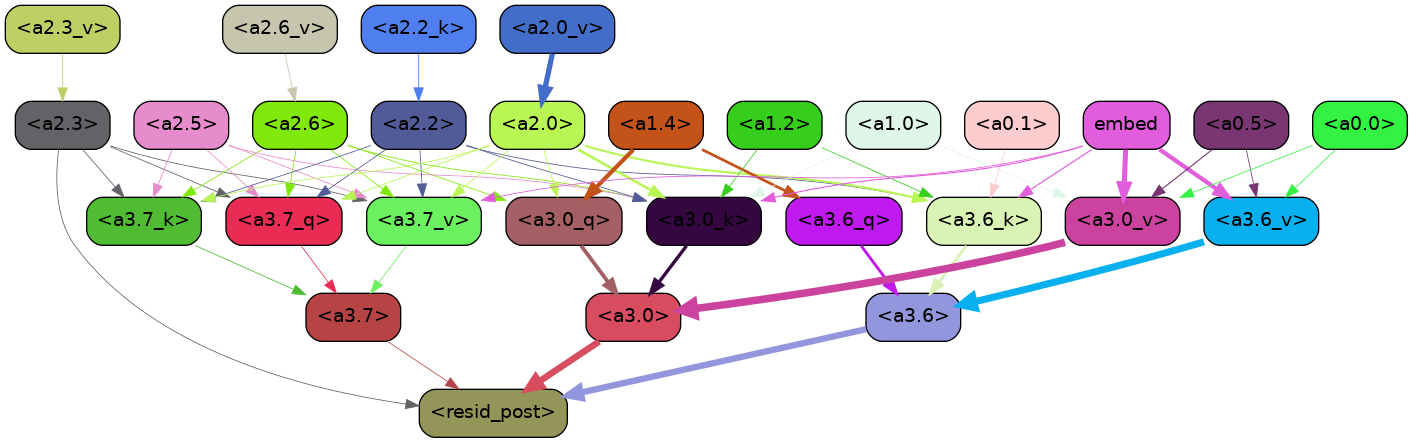 <a2.3_v> <a2.6_v> <a2.2_k> <a2.0_v>
<a2.3> <a2.5> <a2.6> <a2.2> <a2.0> <a1.4> <a1.2> <a1.0> <a0.1> embed <a0.5> <a0.0>
<a3.7_k> <a3.7_q> <a3.7_v> <a3.0_q> <a3.0_k> <a3.6_q> <a3.6_k> <a3.0_v> <a3.6_v>
<a3.7> <a3.0> <a3.6>
<resid_post>